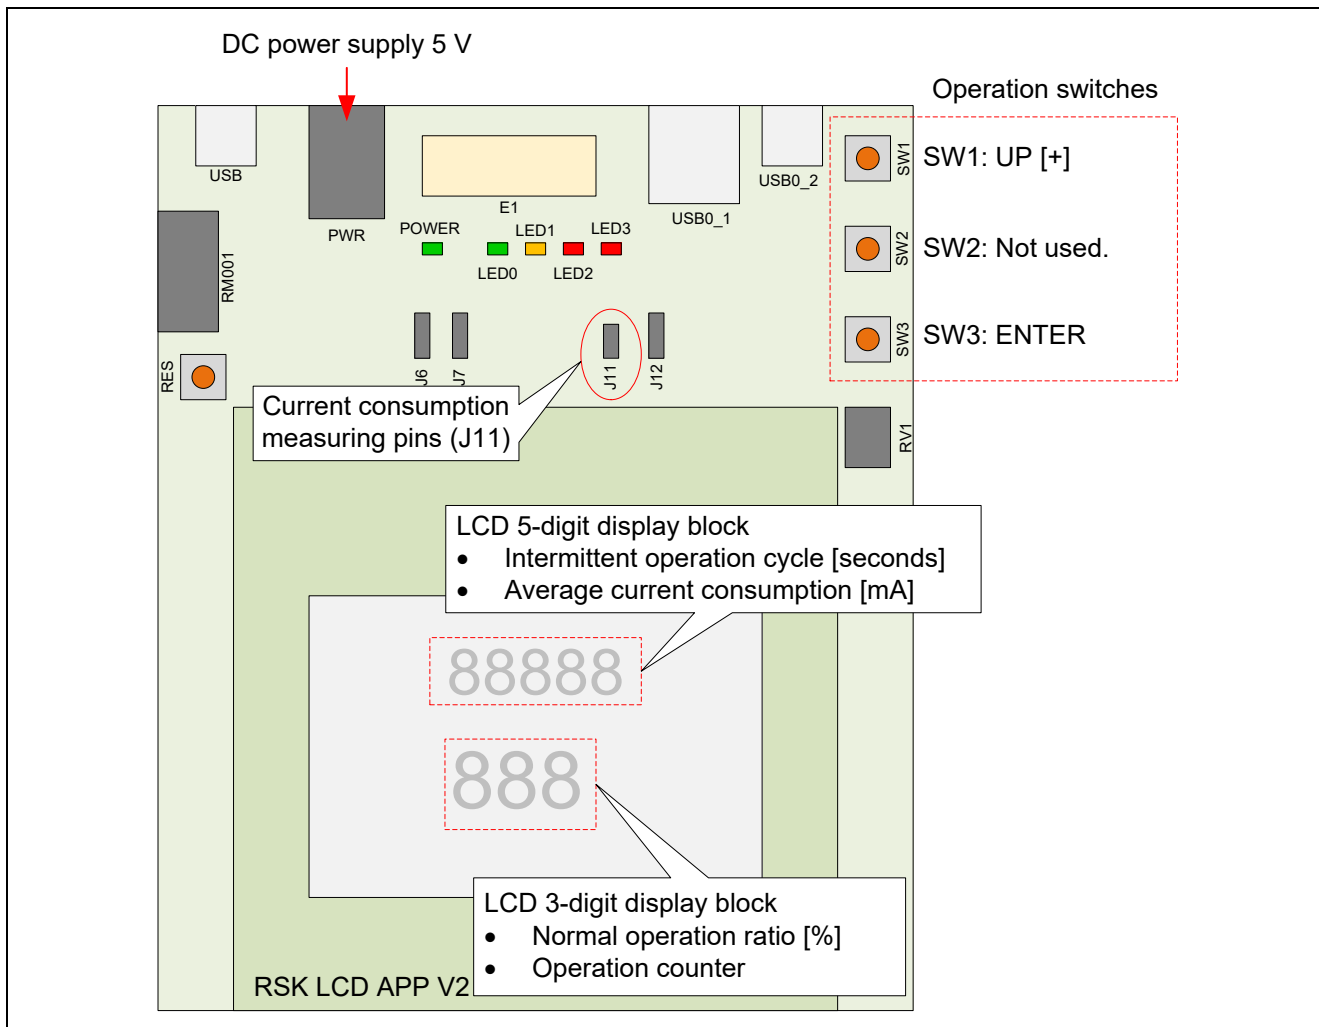 DC power supply 5 V
Operation switches
USB
PWR
E1
USB0_1
USB0_2
SW1
SW1: UP [+]
POWER
LED0
LED1
LED2
LED3
SW2
SW2: Not used.
RM001
SW3
SW3: ENTER
RES
J6
J7
J11
J12
Current consumption
measuring pins (J11)
RV1
LCD 5-digit display block
• Intermittent operation cycle [seconds]
• Average current consumption [mA]
88888
888
LCD 3-digit display block
• Normal operation ratio [%]
• Operation counter
RSK LCD APP V2